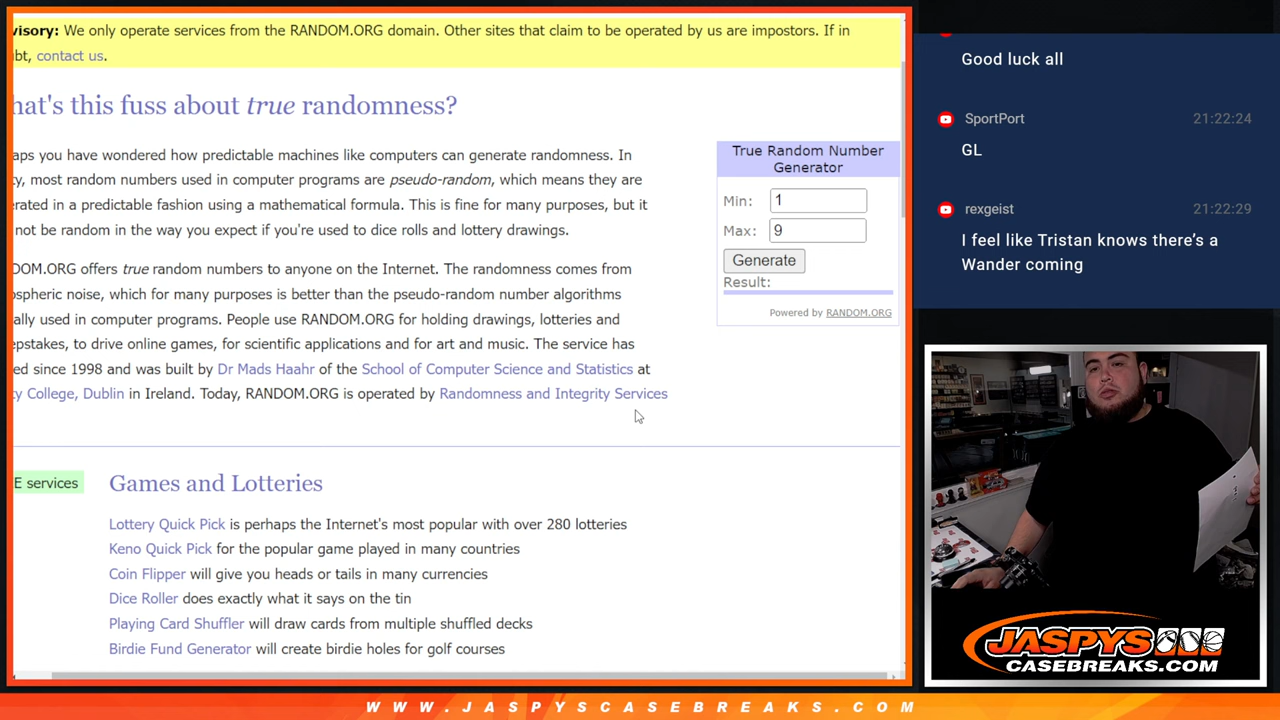 visory: We only operate services from the RANDOM.ORG domain. Other sites that claim to be operated by us are impostors. If in
bt, contact us.
hat's this fuss about true randomness?
aps you have wondered how predictable machines like computers can generate randomness. In
ty, most random numbers used in computer programs are pseudo-random, which means they are
erated in a predictable fashion using a mathematical formula. This is fine for many purposes, but it
not be random in the way you expect if you're used to dice rolls and lottery drawings.
DOM.ORG offers true random numbers to anyone on the Internet. The randomness comes from
ospheric noise, which for many purposes is better than the pseudo-random number algorithms
ally used in computer programs. People use RANDOM.ORG for holding drawings, lotteries and
epstakes, to drive online games, for scientific applications and for art and music. The service has
ed since 1998 and was built by Dr Mads Haahr of the School of Computer Science and Statistics at
ty College, Dublin in Ireland. Today, RANDOM.ORG is operated by Randomness and Integrity Services
True Random Number
Generator
Min: 1
Max: 9
Generate
Result:
Powered by RANDOM.ORG
E services
Games and Lotteries
Lottery Quick Pick is perhaps the Internet's most popular with over 280 lotteries
Keno Quick Pick for the popular game played in many countries
Coin Flipper will give you heads or tails in many currencies
Dice Roller does exactly what it says on the tin
Playing Card Shuffler will draw cards from multiple shuffled decks
Birdie Fund Generator will create birdie holes for golf courses
Good luck all
SportPort 21:22:24
GL
rexgeist 21:22:29
I feel like Tristan knows there's a
Wander coming
JASPYS
CASEBREAKS.COM
WWW.JASPYSCASEBREAKS.COM